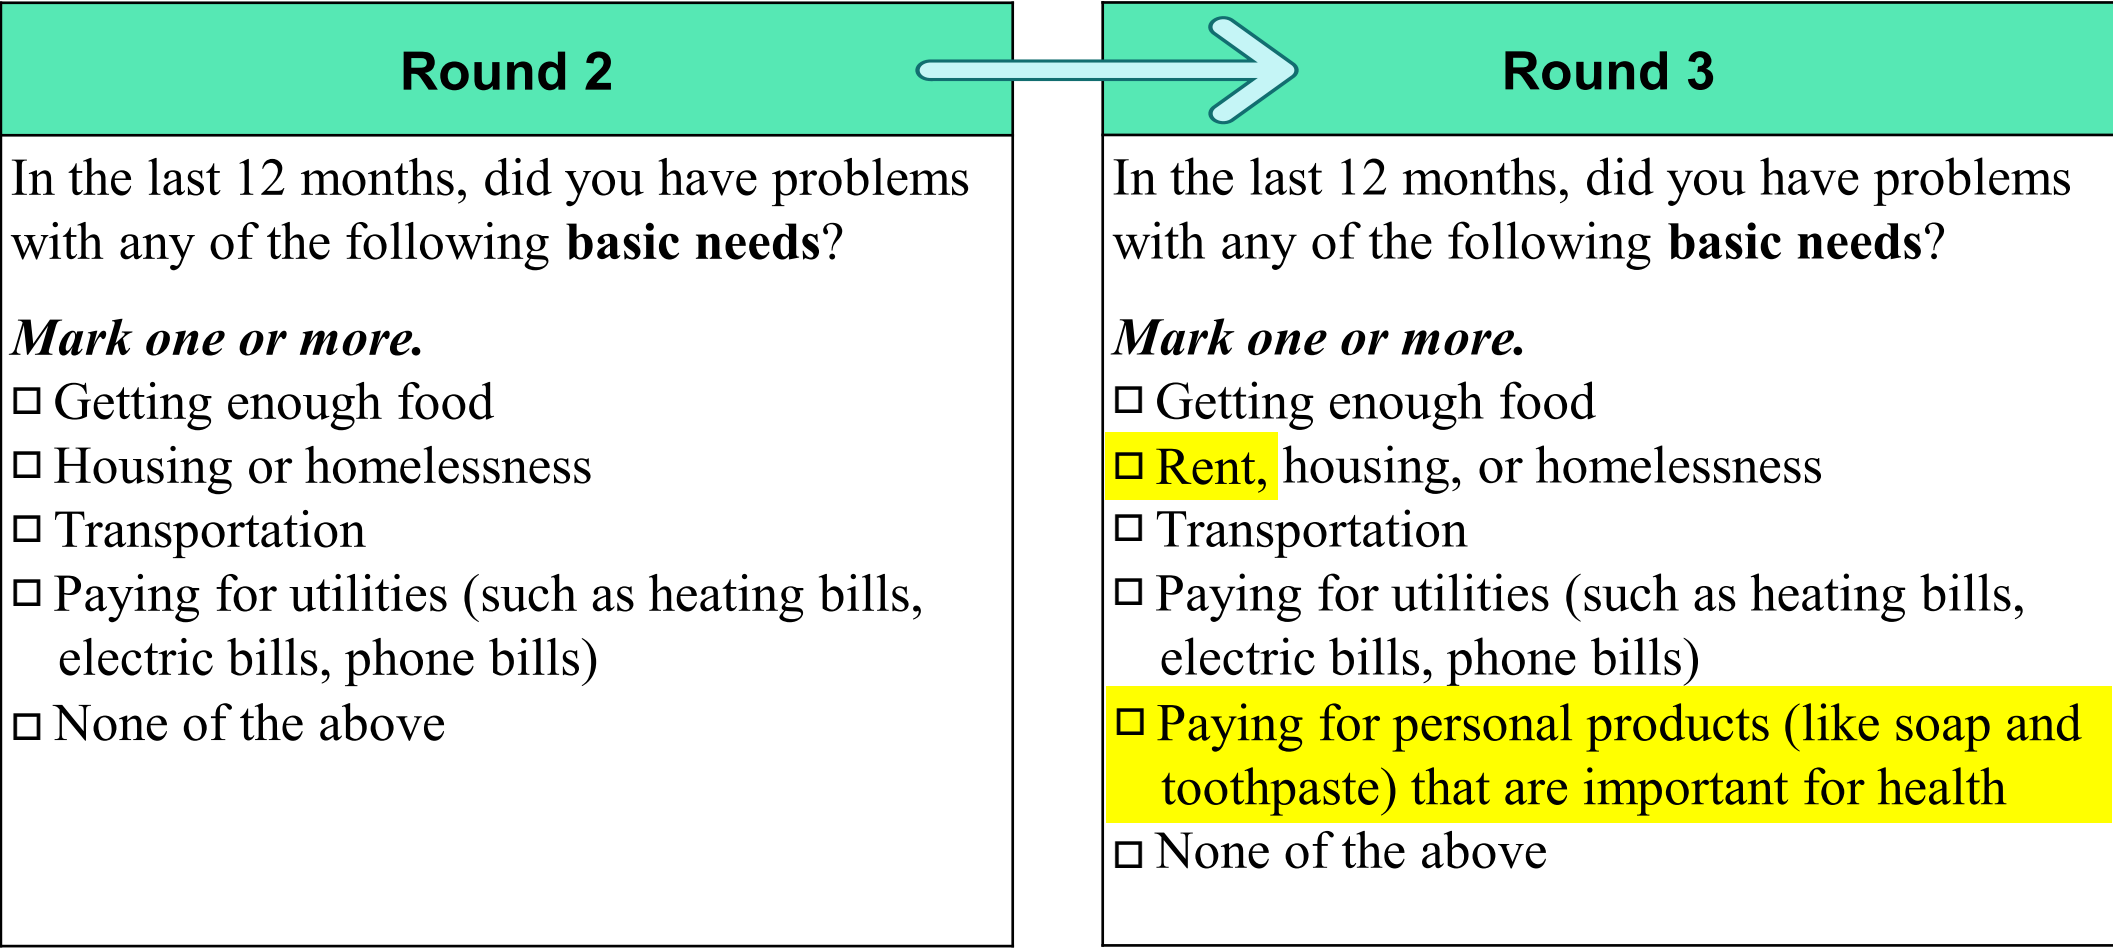 Round 2
In the last 12 months, did you have problems
with any of the following basic needs?
Mark one or more.
☐ Getting enough food
☐ Housing or homelessness
☐ Transportation
☐ Paying for utilities (such as heating bills,
electric bills, phone bills)
☐ None of the above
Round 3
In the last 12 months, did you have problems
with any of the following basic needs?
Mark one or more.
☐ Getting enough food
☐ Rent, housing, or homelessness
☐ Transportation
☐ Paying for utilities (such as heating bills,
electric bills, phone bills)
☐ Paying for personal products (like soap and
toothpaste) that are important for health
☐ None of the above